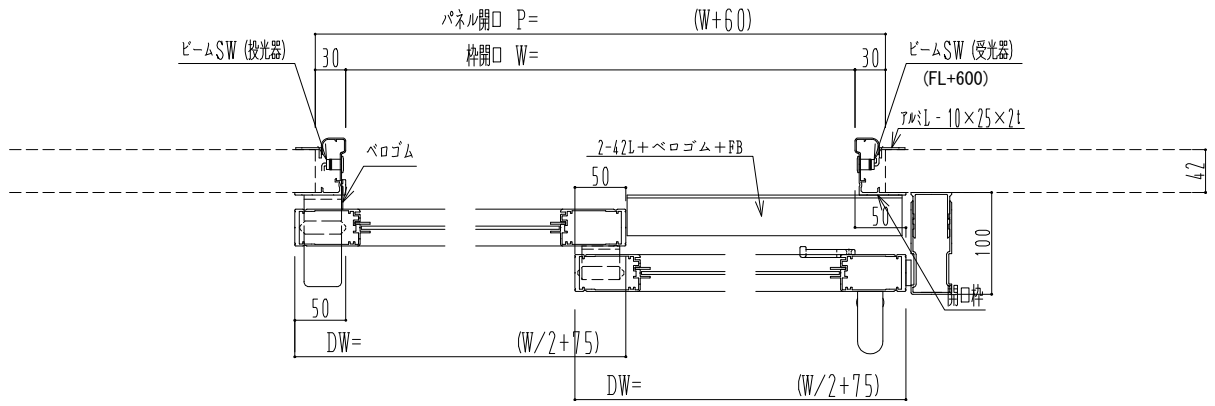 パネル開口 P= (W+60)
ビームSW (投光器)
30
枠開口 W=
30
ビームSW (受光器)
(FL+600)
アルミL - 10×25×2t
ベロゴム
2-42L+ベロゴム+FB
42
50
50
100
開口枠
50
DW= (W/2+75)
DW= (W/2+75)